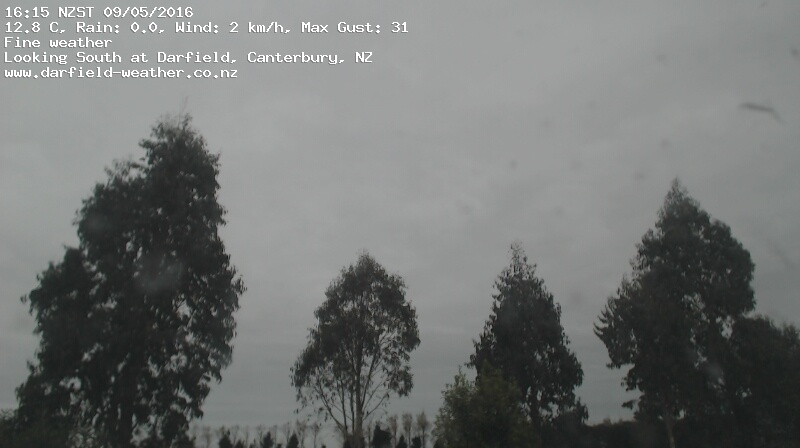 16:15 NZST 09/05/2016
12.8 C, Rain: 0.0, Wind: 2 km/h, Max Gust: 31
Fine weather
Looking South at Darfield, Canterbury, NZ
www.darfield-weather.co.nz